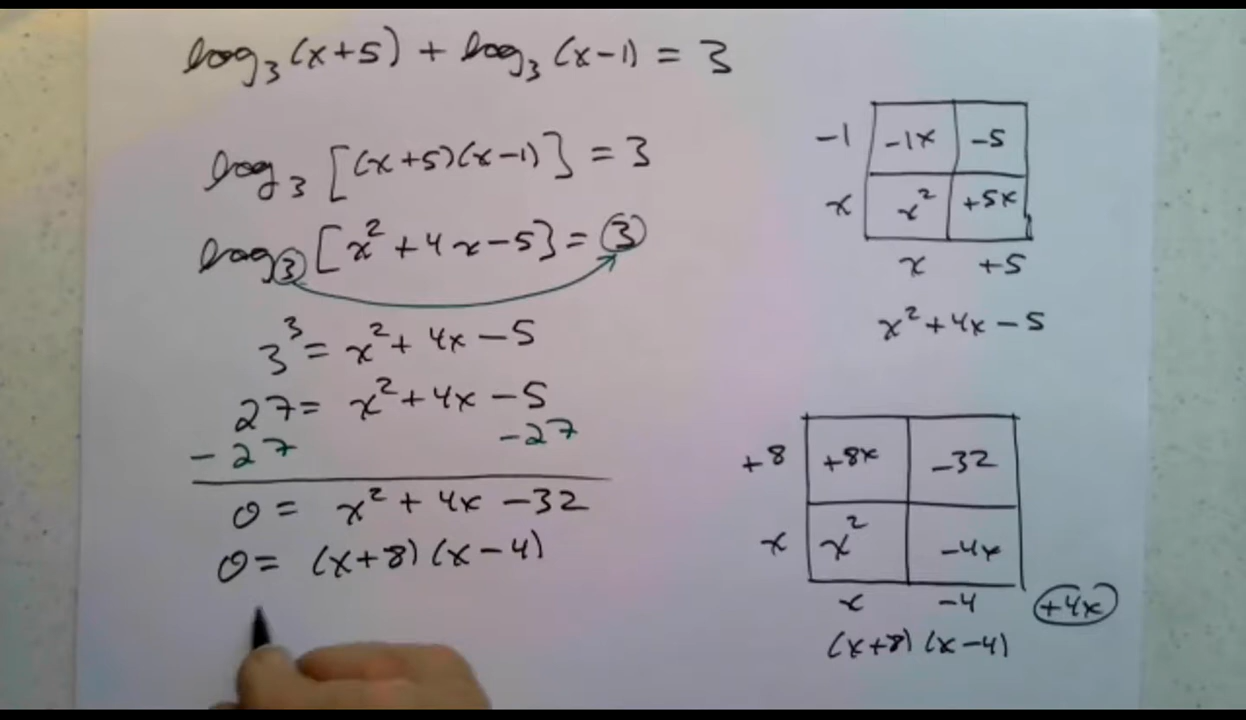 log₃(x+5) + log₃(x-1) = 3
log₃[(x+5)(x-1)] = 3
log₃[x²+4x-5] = 3
3³ = x²+4x-5
27 = x²+4x-5
-27 -27
0 = x²+4x-32
0 = (x+8)(x-4)
-1 -1x -5
x x² +5x
x +5
x²+4x-5
+8 +8x -32
x x² -4x
x -4 +4x
(x+8)(x-4)